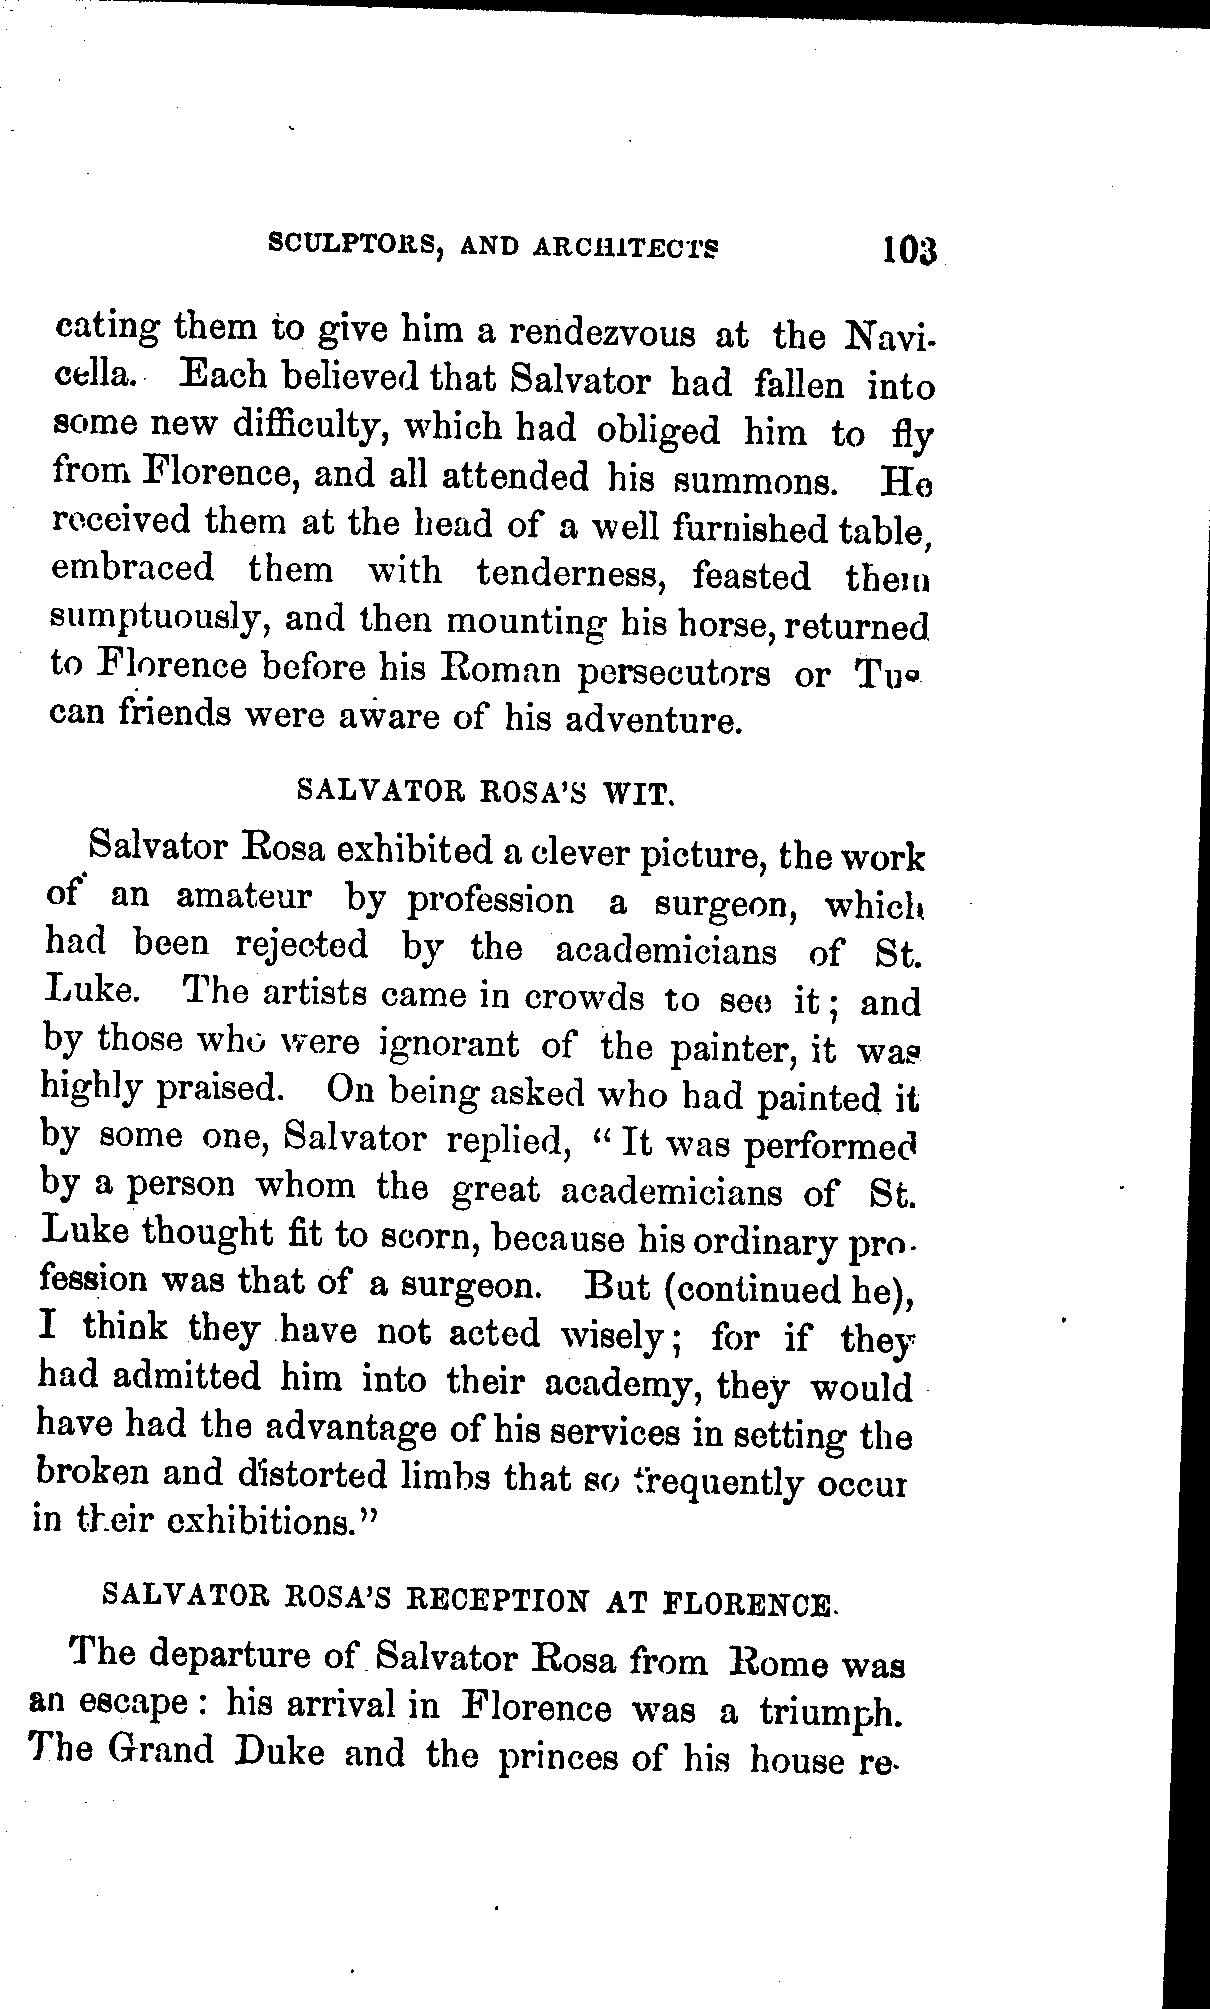 SCULPTORS, AND ARCHITECTS 103
cating them to give him a rendezvous at the Navi-
cella. Each believed that Salvator had fallen into
some new difficulty, which had obliged him to fly
from Florence, and all attended his summons. He
received them at the head of a well furnished table,
embraced them with tenderness, feasted them
sumptuously, and then mounting his horse, returned
to Florence before his Roman persecutors or Tus
can friends were aware of his adventure.
SALVATOR ROSA'S WIT.
Salvator Rosa exhibited a clever picture, the work
of an amateur by profession a surgeon, which
had been rejected by the academicians of St.
Luke. The artists came in crowds to see it; and
by those who were ignorant of the painter, it was
highly praised. On being asked who had painted it
by some one, Salvator replied, "It was performed
by a person whom the great academicians of St.
Luke thought fit to scorn, because his ordinary pro-
fession was that of a surgeon. But (continued he),
I think they have not acted wisely; for if they
had admitted him into their academy, they would
have had the advantage of his services in setting the
broken and distorted limbs that so frequently occur
in their exhibitions."
SALVATOR ROSA'S RECEPTION AT FLORENCE.
The departure of Salvator Rosa from Rome was
an escape: his arrival in Florence was a triumph.
The Grand Duke and the princes of his house re-